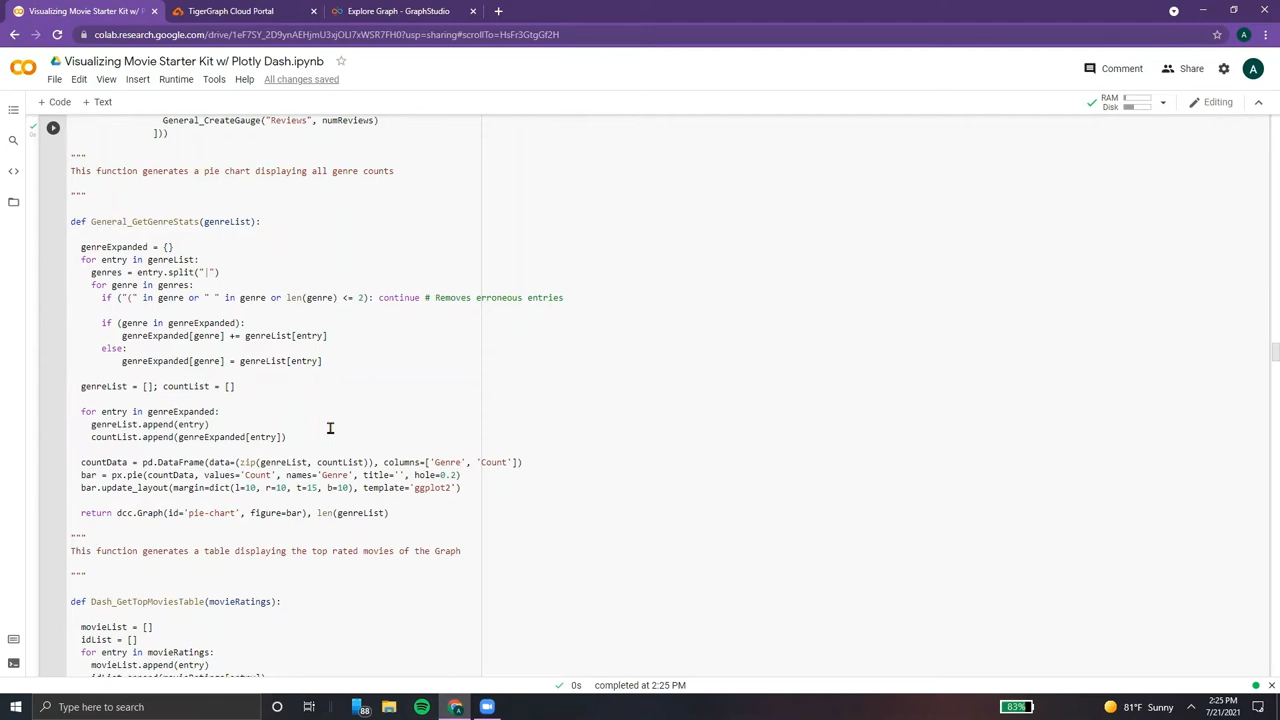 Visualizing Movie Starter Kit w/ P
TigerGraph Cloud Portal
Explore Graph - GraphStudio
colab.research.google.com/drive/1eF7SY_2D9ynAEHjmU3xjOLl7xWSR7FH0?usp=sharing#scrollTo=HsFr3GtgGf2H
Visualizing Movie Starter Kit w/ Plotly Dash.ipynb
File Edit View Insert Runtime Tools Help All changes saved
Comment
Share
A
+ Code + Text
RAM
Disk
Editing
General_CreateGauge("Reviews", numReviews)
]))
"""
This function generates a pie chart displaying all genre counts
"""
def General_GetGenreStats(genreList):
genreExpanded = {}
for entry in genreList:
genres = entry.split("|")
for genre in genres:
if ("(" in genre or " " in genre or len(genre) <= 2): continue # Removes erroneous entries
if (genre in genreExpanded):
genreExpanded[genre] += genreList[entry]
else:
genreExpanded[genre] = genreList[entry]
genreList = []; countList = []
for entry in genreExpanded:
genreList.append(entry)
countList.append(genreExpanded[entry])
countData = pd.DataFrame(data=(zip(genreList, countList)), columns=['Genre', 'Count'])
bar = px.pie(countData, values='Count', names='Genre', title='', hole=0.2)
bar.update_layout(margin=dict(l=10, r=10, t=15, b=10), template='ggplot2')
return dcc.Graph(id='pie-chart', figure=bar), len(genreList)
"""
This function generates a table displaying the top rated movies of the Graph
"""
def Dash_GetTopMoviesTable(movieRatings):
movieList = []
idList = []
for entry in movieRatings:
movieList.append(entry)
0s completed at 2:25 PM
Type here to search
88
83%
81°F Sunny
2:25 PM
7/21/2021